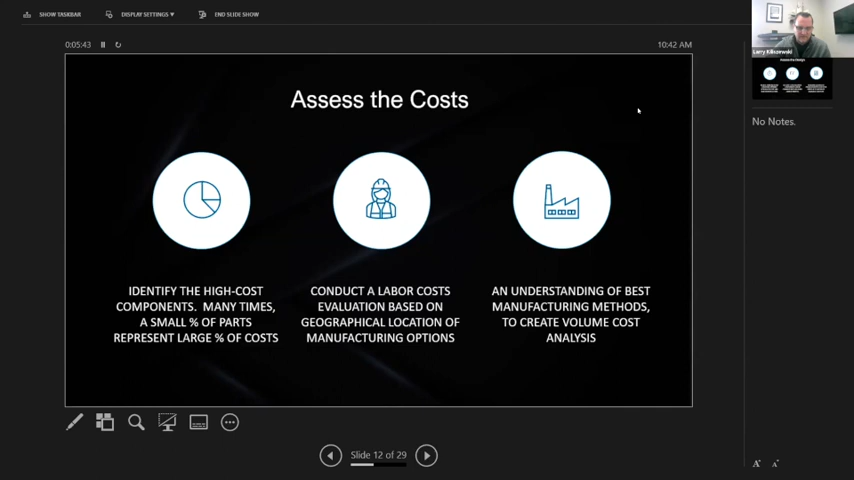 SHOW TASKBAR
DISPLAY SETTINGS ▼
END SLIDE SHOW
0:05:43
10:42 AM
Larry Kiliszewski
No Notes.
Assess the Costs
IDENTIFY THE HIGH-COST
COMPONENTS. MANY TIMES,
A SMALL % OF PARTS
REPRESENT LARGE % OF COSTS
CONDUCT A LABOR COSTS
EVALUATION BASED ON
GEOGRAPHICAL LOCATION OF
MANUFACTURING OPTIONS
AN UNDERSTANDING OF BEST
MANUFACTURING METHODS,
TO CREATE VOLUME COST
ANALYSIS
Slide 12 of 29
A A